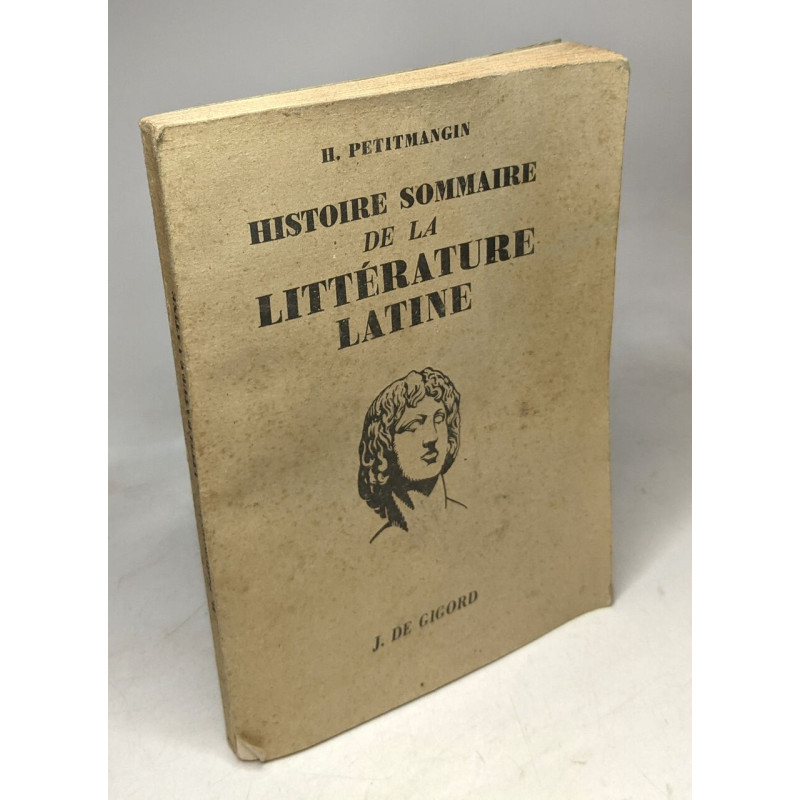 H. PETITMANGIN
HISTOIRE SOMMAIRE
DE LA
LITTÉRATURE
LATINE
J. DE GIGORD